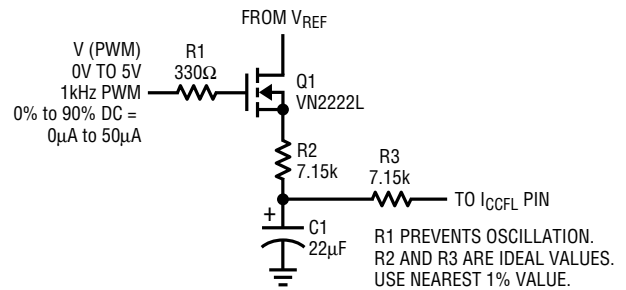 FROM VREF
V (PWM)
0V TO 5V
1kHz PWM
0% to 90% DC =
0µA to 50µA
R1
330Ω
Q1
VN2222L
R2
7.15k
R3
7.15k
TO ICCFL PIN
+
C1
22µF
R1 PREVENTS OSCILLATION.
R2 AND R3 ARE IDEAL VALUES.
USE NEAREST 1% VALUE.